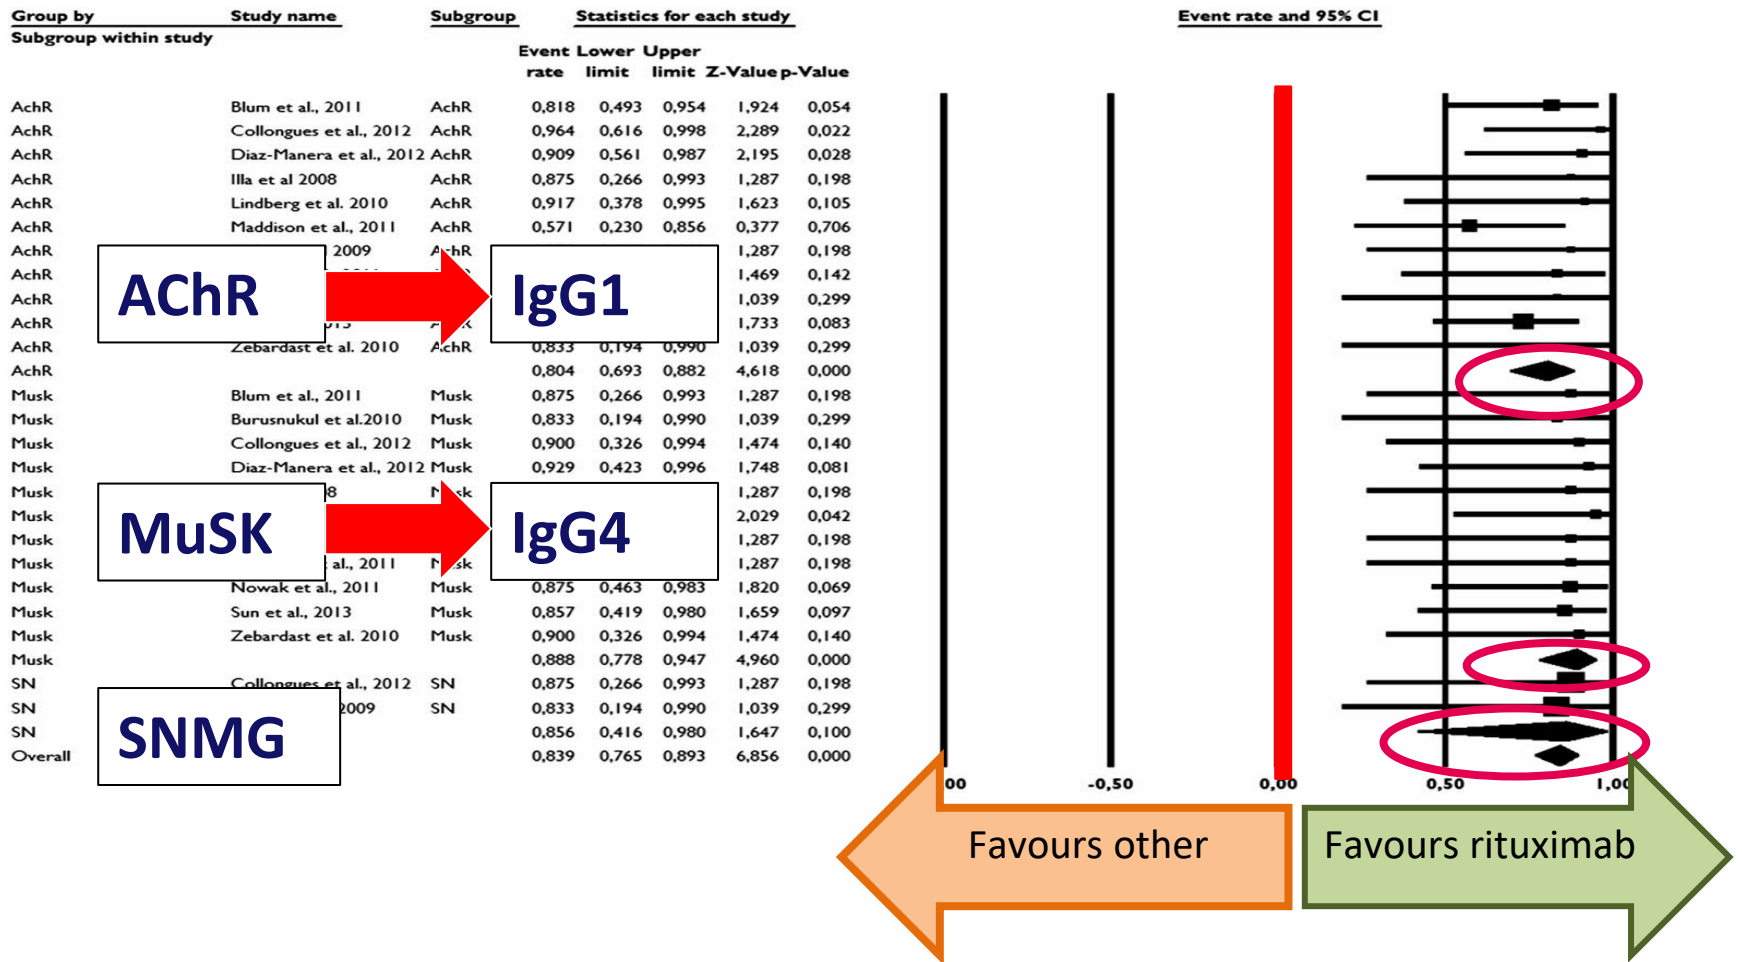 Group by Study name Subgroup Statistics for each study Event rate and 95% CI
Subgroup within study
Event Lower Upper
rate limit limit Z-Value p-Value
AchR Blum et al., 2011 AchR 0,818 0,493 0,954 1,924 0,054
AchR Collongues et al., 2012 AchR 0,964 0,616 0,998 2,289 0,022
AchR Diaz-Manera et al., 2012 AchR 0,909 0,561 0,987 2,195 0,028
AchR Illa et al 2008 AchR 0,875 0,266 0,993 1,287 0,198
AchR Lindberg et al. 2010 AchR 0,917 0,378 0,995 1,623 0,105
AchR Maddison et al., 2011 AchR 0,571 0,230 0,856 0,377 0,706
AchR 2009 AchR 1,287 0,198
AchR 1,469 0,142
AChR IgG1
AchR 1,039 0,299
AchR 1,733 0,083
AchR Zebardast et al. 2010 AchR 0,833 0,194 0,990 1,039 0,299
AchR 0,804 0,693 0,882 4,618 0,000
Musk Blum et al., 2011 Musk 0,875 0,266 0,993 1,287 0,198
Musk Burusnukul et al.2010 Musk 0,833 0,194 0,990 1,039 0,299
Musk Collongues et al., 2012 Musk 0,900 0,326 0,994 1,474 0,140
Musk Diaz-Manera et al., 2012 Musk 0,929 0,423 0,996 1,748 0,081
Musk 8 Musk 1,287 0,198
Musk 2,029 0,042
MuSK IgG4
Musk 1,287 0,198
Musk al., 2011 Musk 1,287 0,198
Musk Nowak et al., 2011 Musk 0,875 0,463 0,983 1,820 0,069
Musk Sun et al., 2013 Musk 0,857 0,419 0,980 1,659 0,097
Musk Zebardast et al. 2010 Musk 0,900 0,326 0,994 1,474 0,140
Musk 0,888 0,778 0,947 4,960 0,000
SN Collongues et al., 2012 SN 0,875 0,266 0,993 1,287 0,198
SN 2009 SN 0,833 0,194 0,990 1,039 0,299
SN 0,856 0,416 0,980 1,647 0,100
SNMG
Overall 0,839 0,765 0,893 6,856 0,000
00 -0,50 0,00 0,50 1,00
Favours other Favours rituximab